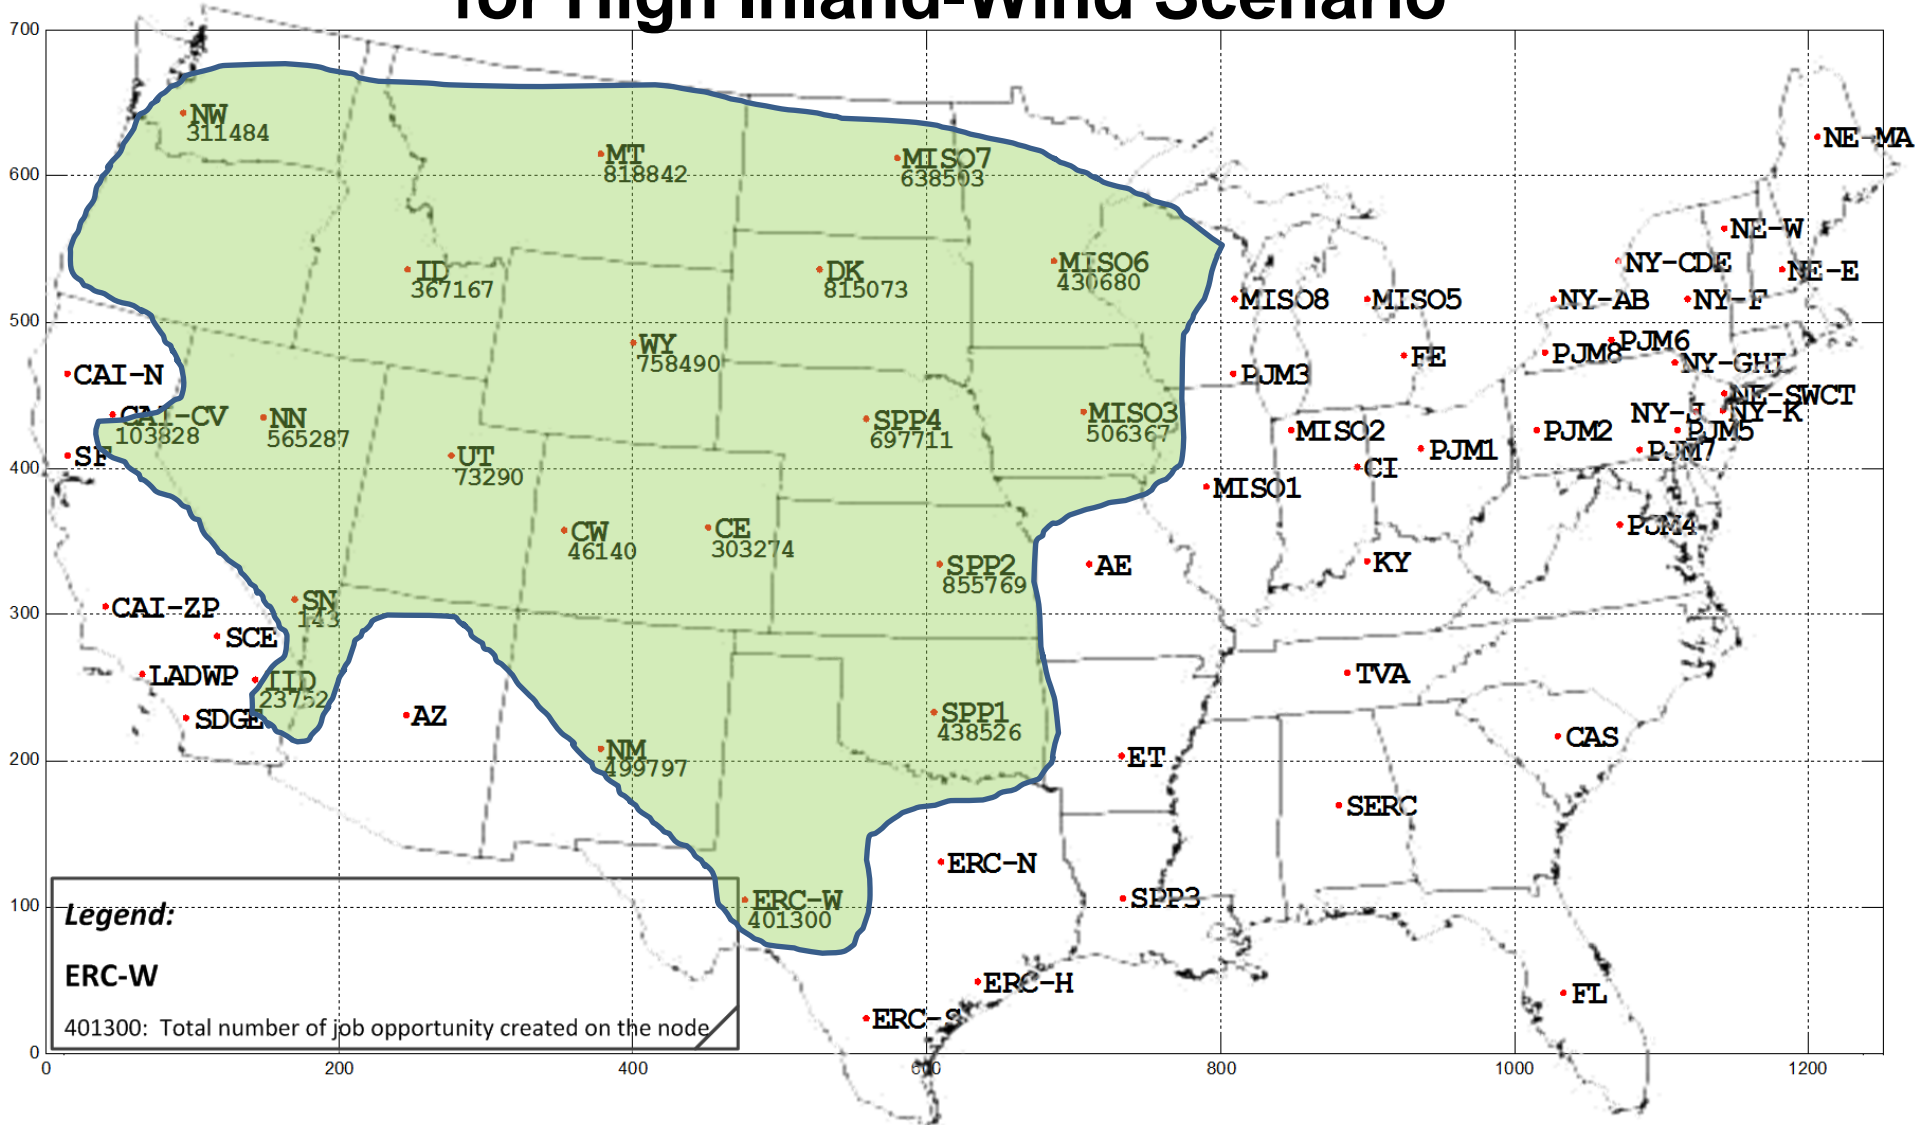 for High Inland-Wind Scenario
700
600
500
400
300
200
100
0
0
200
400
600
800
1000
1200
NW
311484
MT
818842
MISO7
638503
NE-MA
NE-W
ID
367167
DK
815073
MISO6
430680
NY-CDE
NE-E
MISO8
MISO5
NY-AB
NY-F
WY
758490
FE
PJM8
PJM6
NY-GHI
CAI-N
PJM3
NE-SWCT
CAI-CV
103828
NN
565287
SPP4
697711
MISO3
506367
MISO2
PJM2
NY-J
NY-K
PJM5
SF
UT
73290
CI
PJM1
PJM7
MISO1
CW
46140
CE
303274
PJM4
SPP2
855769
AE
KY
CAI-ZP
SN
143
SCE
LADWP
IID
23752
TVA
SDGE
AZ
SPP1
438526
CAS
NM
499797
ET
SERC
ERC-N
ERC-W
401300
SPP3
ERC-H
ERC-S
FL
Legend:
ERC-W
401300: Total number of job opportunity created on the node